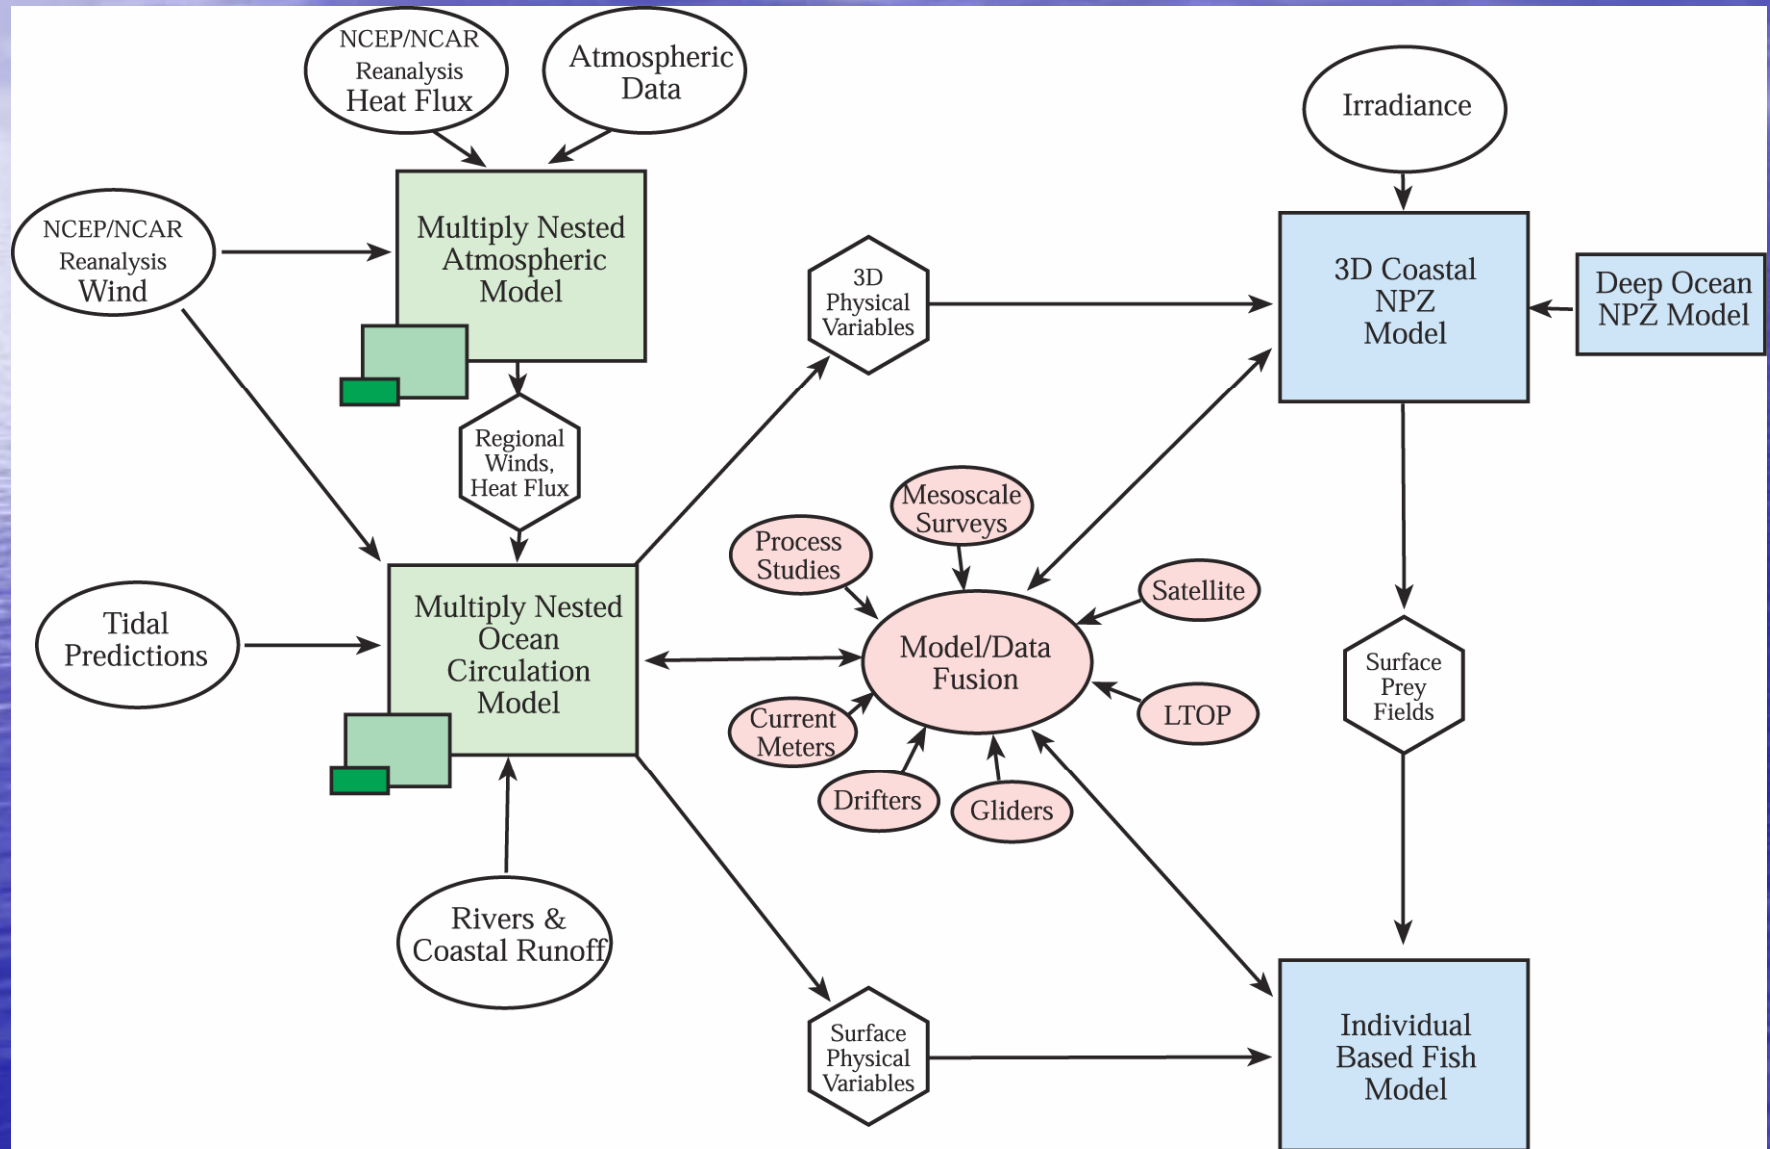 NCEP/NCAR
Reanalysis
Heat Flux
Atmospheric
Data
Irradiance
NCEP/NCAR
Reanalysis
Wind
Multiply Nested
Atmospheric
Model
3D
Physical
Variables
3D Coastal
NPZ
Model
Deep Ocean
NPZ Model
Regional
Winds,
Heat Flux
Mesoscale
Surveys
Process
Studies
Satellite
Tidal
Predictions
Multiply Nested
Ocean
Circulation
Model
Model/Data
Fusion
Surface
Prey
Fields
Current
Meters
LTOP
Drifters
Gliders
Rivers &
Coastal Runoff
Surface
Physical
Variables
Individual
Based Fish
Model